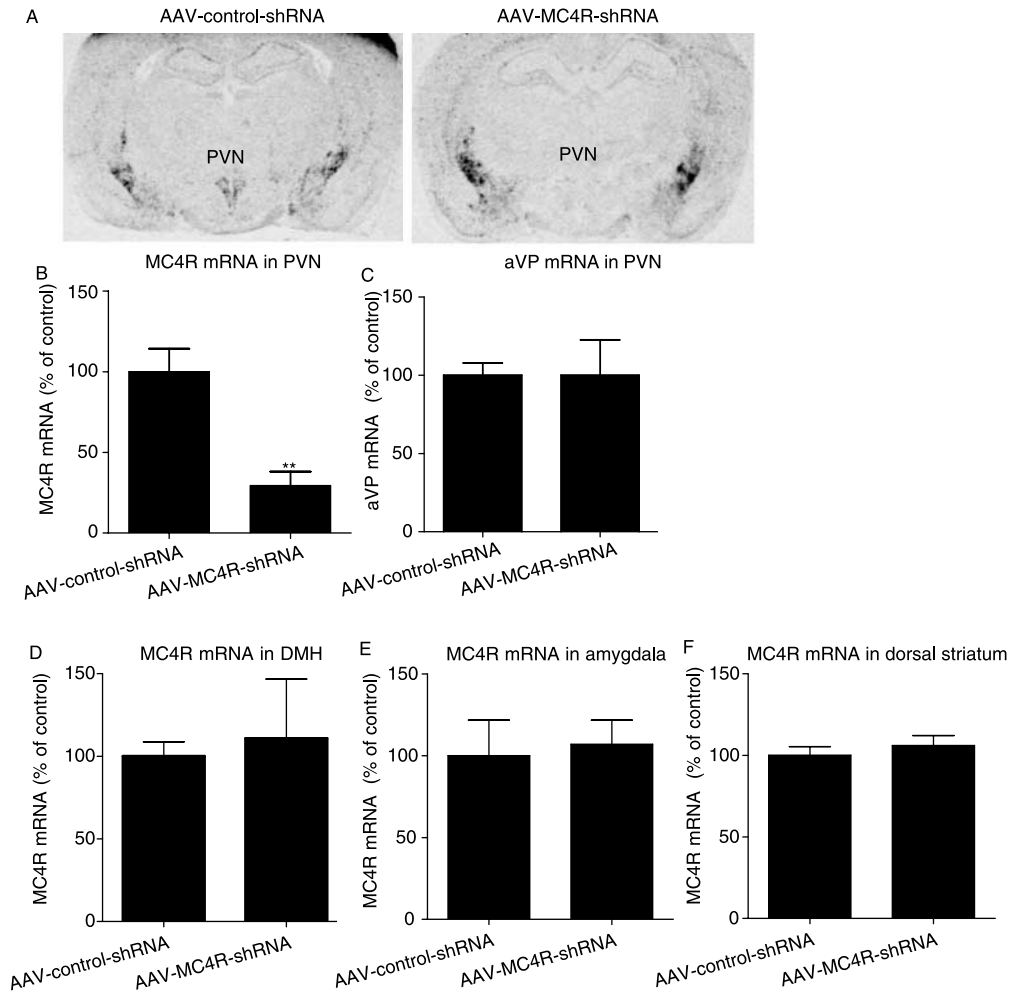 A
AAV-control-shRNA
AAV-MC4R-shRNA
PVN
PVN
B
MC4R mRNA in PVN
MC4R mRNA (% of control)
150
100
50
0
**
AAV-control-shRNA
AAV-MC4R-shRNA
C
aVP mRNA in PVN
aVP mRNA (% of control)
150
100
50
0
AAV-control-shRNA
AAV-MC4R-shRNA
D
MC4R mRNA in DMH
MC4R mRNA (% of control)
150
100
50
0
AAV-control-shRNA
AAV-MC4R-shRNA
E
MC4R mRNA in amygdala
MC4R mRNA (% of control)
150
100
50
0
AAV-control-shRNA
AAV-MC4R-shRNA
F
MC4R mRNA in dorsal striatum
MC4R mRNA (% of control)
150
100
50
0
AAV-control-shRNA
AAV-MC4R-shRNA